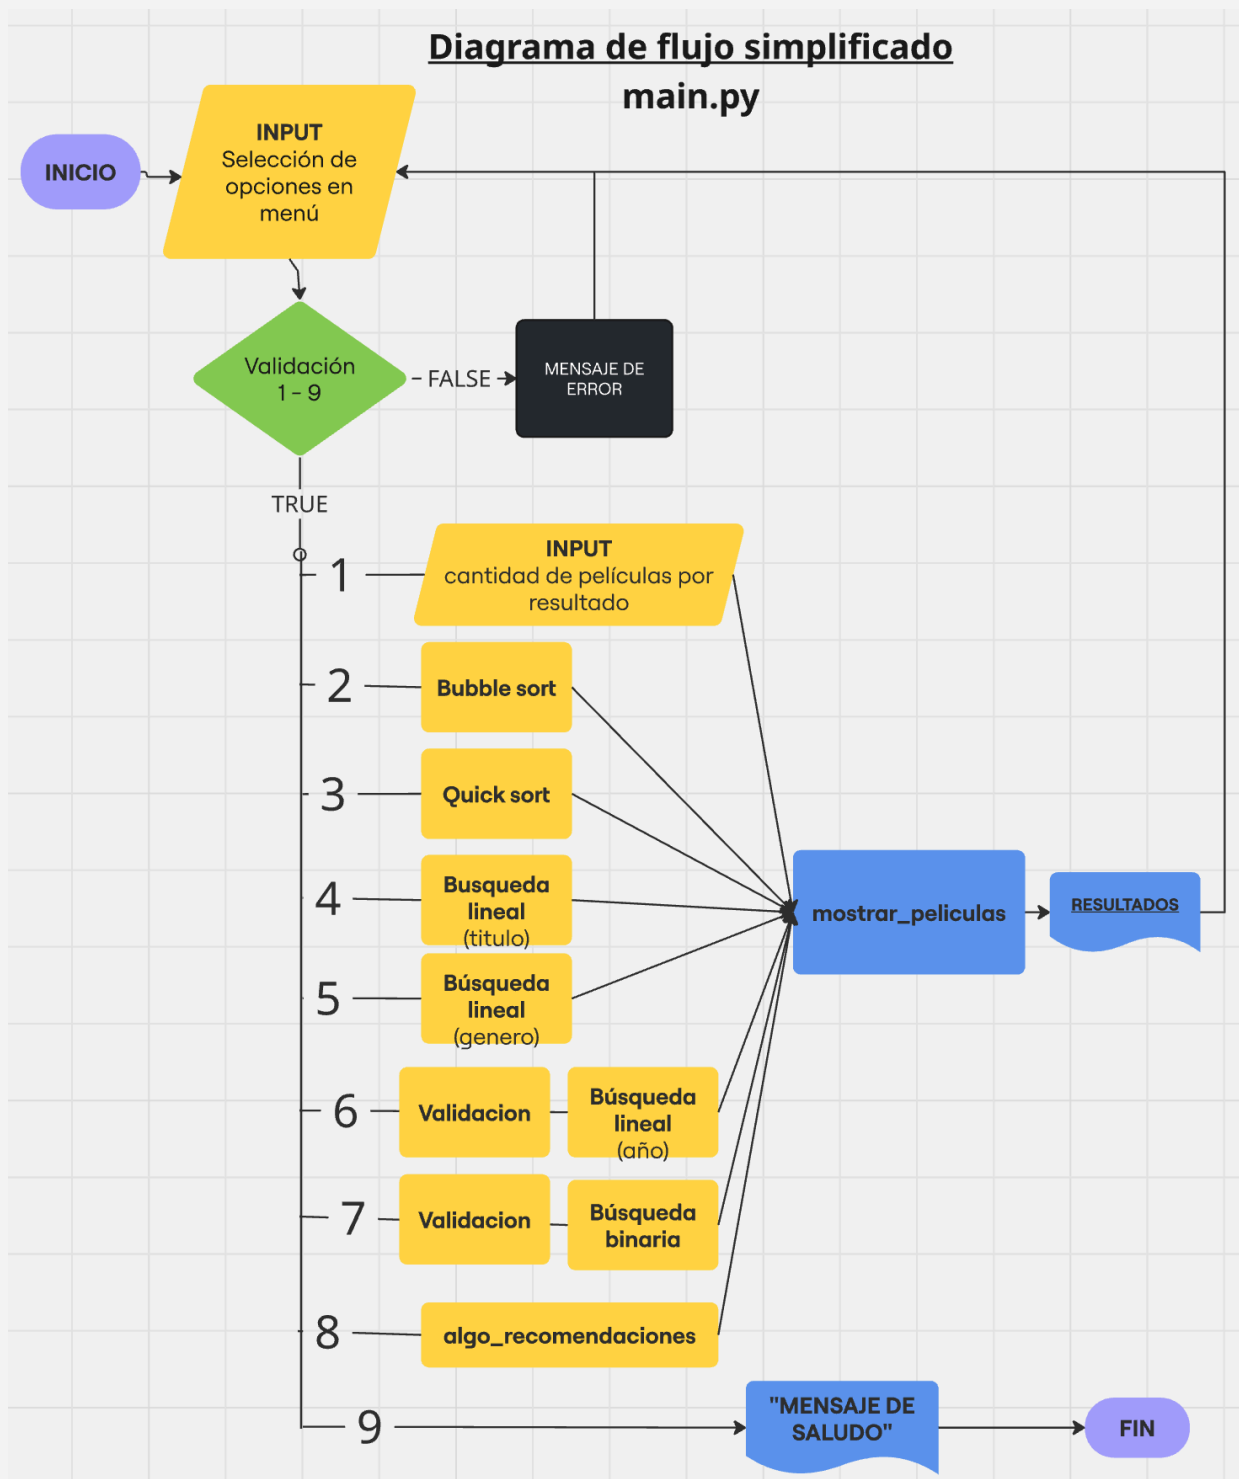 Diagrama de flujo simplificado
main.py
INICIO
INPUT
Selección de
opciones en
menú
Validación
1 - 9
FALSE
MENSAJE DE
ERROR
TRUE
1
INPUT
cantidad de películas por
resultado
2
Bubble sort
3
Quick sort
4
Busqueda
lineal
(titulo)
5
Búsqueda
lineal
(genero)
mostrar_peliculas
RESULTADOS
6
Validacion
Búsqueda
lineal
(año)
7
Validacion
Búsqueda
binaria
8
algo_recomendaciones
9
"MENSAJE DE
SALUDO"
FIN